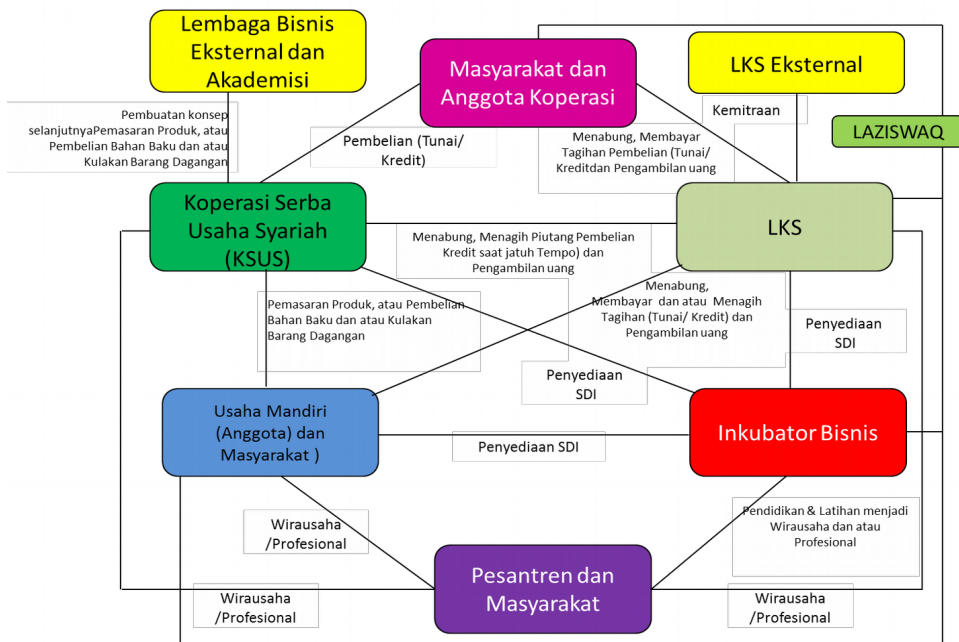 Lembaga Bisnis
Eksternal dan
Akademisi
Masyarakat dan
Anggota Koperasi
LKS Eksternal
Pembuatan konsep
selanjutnyaPemasaran Produk, atau
Pembelian Bahan Baku dan atau
Kulakan Barang Dagangan
Pembelian (Tunai/
Kredit)
Menabung, Membayar
Tagihan Pembelian (Tunai/
Kreditdan Pengambilan uang
Kemitraan
LAZISWAQ
Koperasi Serba
Usaha Syariah
(KSUS)
LKS
Menabung, Menagih Piutang Pembelian
Kredit saat jatuh Tempo) dan
Pengambilan uang
Pemasaran Produk, atau Pembelian
Bahan Baku dan atau Kulakan
Barang Dagangan
Menabung,
Membayar dan atau Menagih
Tagihan (Tunai/ Kredit) dan
Pengambilan uang
Penyediaan
SDI
Penyediaan
SDI
Usaha Mandiri
(Anggota) dan
Masyarakat )
Penyediaan SDI
Inkubator Bisnis
Wirausaha
/Profesional
Pendidikan & Latihan menjadi
Wirausaha dan atau
Profesional
Wirausaha
/Profesional
Pesantren dan
Masyarakat
Wirausaha
/Profesional